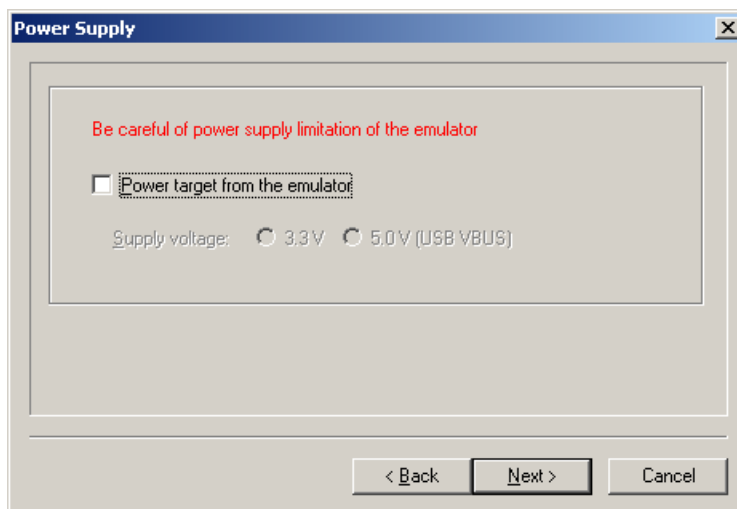 Power Supply
Be careful of power supply limitation of the emulator
Power target from the emulator
Supply voltage: 3.3 V 5.0 V (USB VBUS)
< Back Next > Cancel